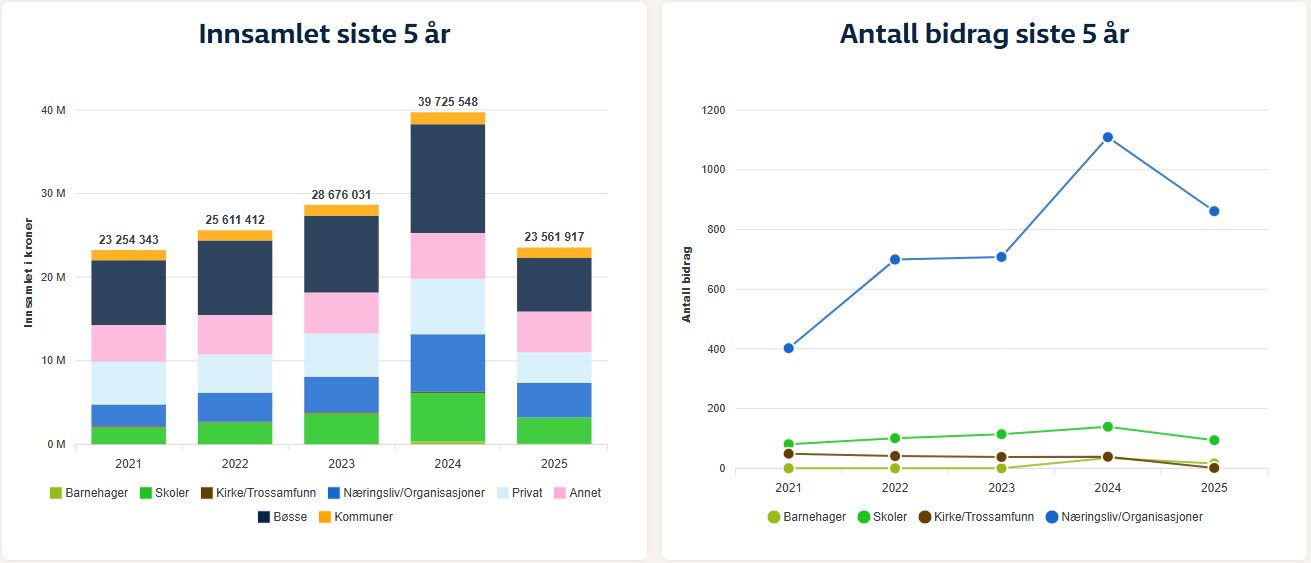 Innsamlet siste 5 år
40 M
30 M
20 M
10 M
0 M
Innsamlet i kroner
23 254 343
25 611 412
28 676 031
39 725 548
23 561 917
2021
2022
2023
2024
2025
Barnehager
Skoler
Kirke/Trossamfunn
Næringsliv/Organisasjoner
Privat
Annet
Bøsse
Kommuner
Antall bidrag siste 5 år
1200
1000
800
600
400
200
0
Antall bidrag
2021
2022
2023
2024
2025
Barnehager
Skoler
Kirke/Trossamfunn
Næringsliv/Organisasjoner